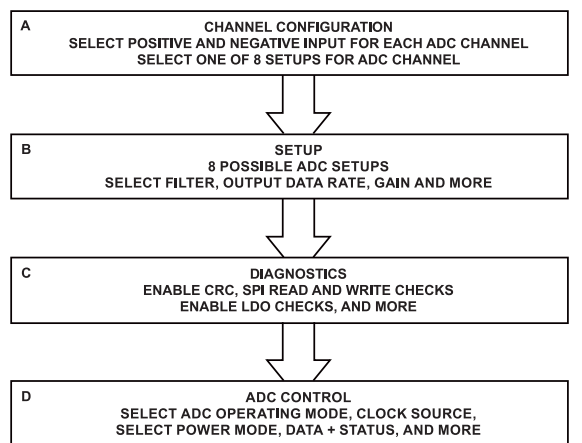 A
CHANNEL CONFIGURATION
SELECT POSITIVE AND NEGATIVE INPUT FOR EACH ADC CHANNEL
SELECT ONE OF 8 SETUPS FOR ADC CHANNEL
B
SETUP
8 POSSIBLE ADC SETUPS
SELECT FILTER, OUTPUT DATA RATE, GAIN AND MORE
C
DIAGNOSTICS
ENABLE CRC, SPI READ AND WRITE CHECKS
ENABLE LDO CHECKS, AND MORE
D
ADC CONTROL
SELECT ADC OPERATING MODE, CLOCK SOURCE,
SELECT POWER MODE, DATA + STATUS, AND MORE